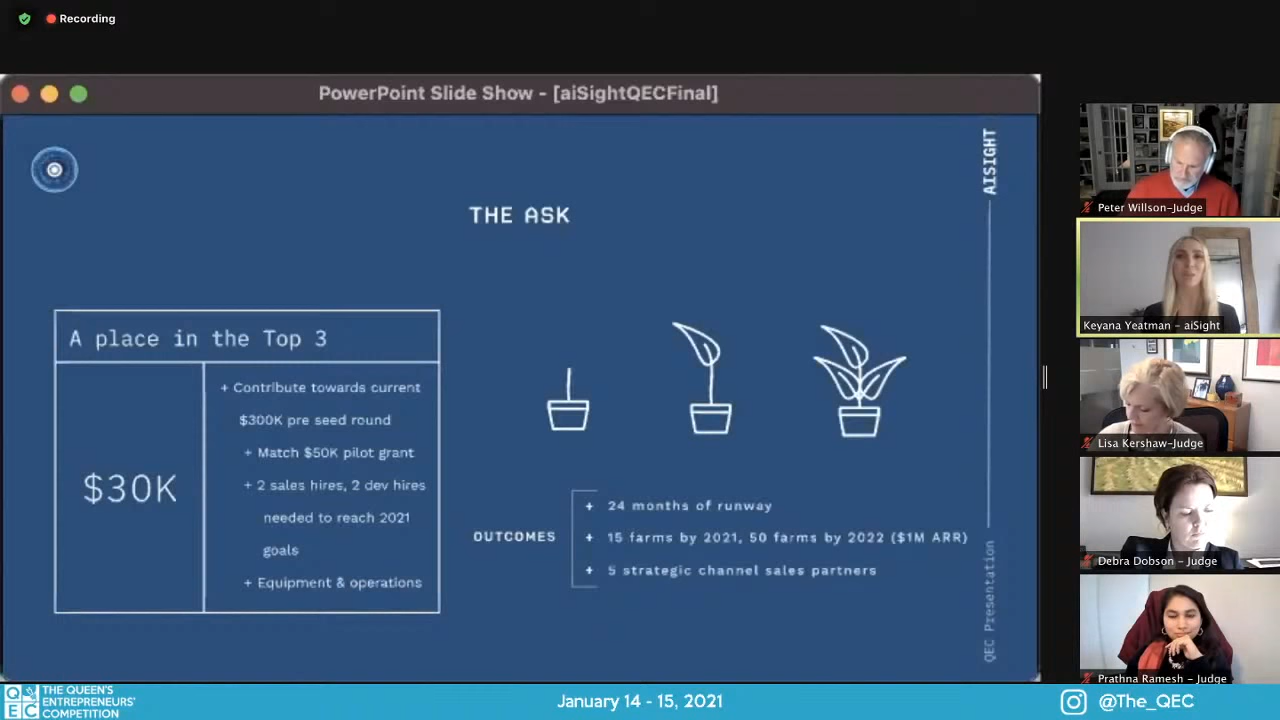 Recording
PowerPoint Slide Show - [aiSightQECFinal]
AISIGHT
THE ASK
A place in the Top 3
$30K
+ Contribute towards current
$300K pre seed round
+ Match $50K pilot grant
+ 2 sales hires, 2 dev hires
needed to reach 2021
goals
+ Equipment & operations
OUTCOMES
+ 24 months of runway
+ 15 farms by 2021, 50 farms by 2022 ($1M ARR)
+ 5 strategic channel sales partners
QEC Presentation
Peter Willson-Judge
Keyana Yeatman - aiSight
Lisa Kershaw-Judge
Debra Dobson - Judge
Prathna Ramesh - Judge
QEC
THE QUEEN'S
ENTREPRENEURS'
COMPETITION
January 14 - 15, 2021
@The_QEC